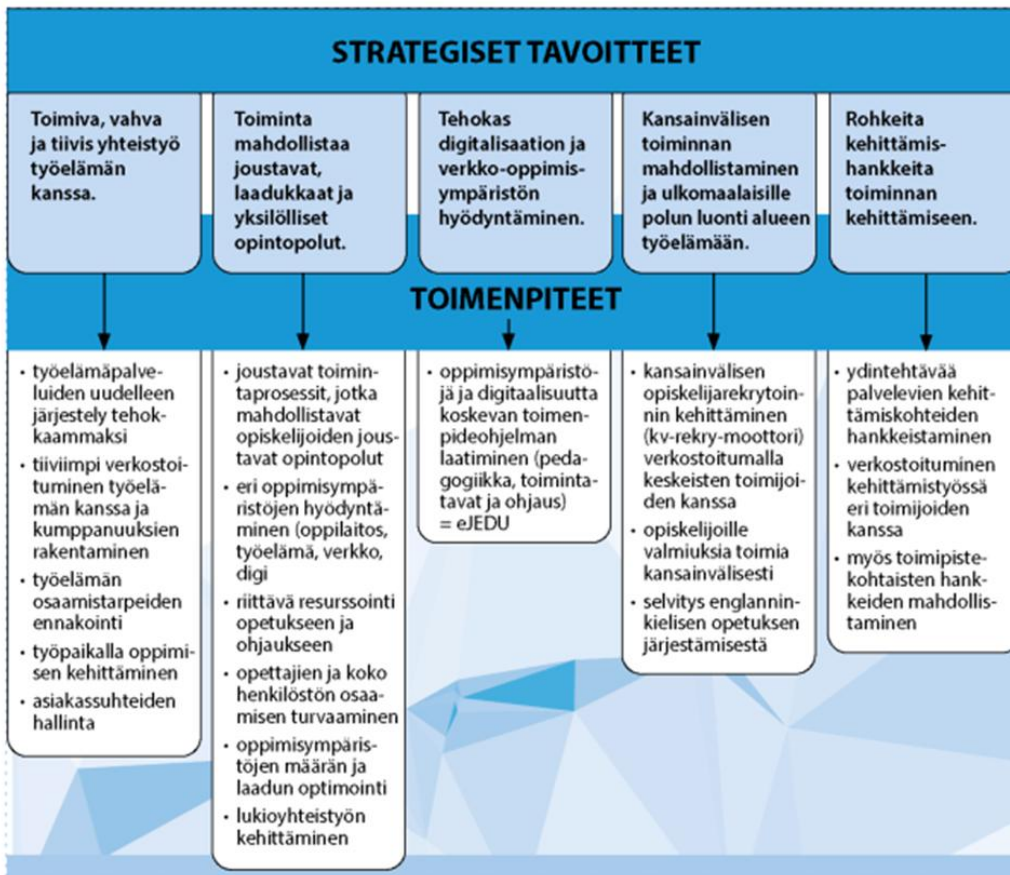 STRATEGISET TAVOITTEET
Toimiva, vahva
ja tiivis yhteistyö
työelämän
kanssa.
Toiminta
mahdollistaa
joustavat,
laadukkaat ja
yksilölliset
opintopolut.
Tehokas
digitalisaation ja
verkko-oppimis-
ympäristön
hyödyntäminen.
Kansainvälisen
toiminnan
mahdollistaminen
ja ulkomaalaisille
polun luonti alueen
työelämään.
Rohkeita
kehittämis-
hankkeita
toiminnan
kehittämiseen.
TOIMENPITEET
• työelämäpalve-
luiden uudelleen
järjestely tehok-
kaammaksi
• tiiviimpi verkostoi-
tuminen työelä-
män kanssa ja
kumppanuuksien
rakentaminen
• työelämän
osaamistarpeiden
ennakointi
• työpaikalla oppimi-
sen kehittäminen
• asiakassuhteiden
hallinta
• joustavat toimin-
taprosessit, jotka
mahdollistavat
opiskelijoiden jous-
tavat opintopolut
• eri oppimisympä-
ristöjen hyödyntä-
minen (oppilaitos,
työelämä, verkko,
digi
• riittävä resurssointi
opetukseen ja
ohjaukseen
• opettajien ja koko
henkilöstön osaa-
misen turvaaminen
• oppimisympäris-
töjen määrän ja
laadun optimointi
• lukioyhteistyön
kehittäminen
• oppimisympäristö-
jä ja digitaalisuutta
koskevan toimen-
pideohjelman
laatiminen (peda-
gogiikka, toiminta-
tavat ja ohjaus)
= eJEDU
• kansainvälisen
opiskelijarekrytoin-
nin kehittäminen
(kv-rekry-moottori)
verkostoitumalla
keskeisten toimijoi-
den kanssa
• opiskelijoille
valmiuksia toimia
kansainvälisesti
• selvitys englannin-
kielisen opetuksen
järjestämisestä
• ydintehtävää
palvelevien kehit-
tämiskohteiden
hankkeistaminen
• verkostoituminen
kehittämistyössä
eri toimijoiden
kanssa
• myös toimipiste-
kohtaisten hank-
keiden mahdollis-
taminen